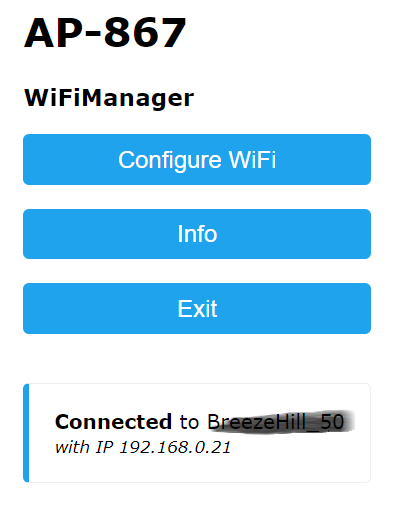 AP-867
WiFiManager
Configure WiFi
Info
Exit
Connected to BreezeHill_50
with IP 192.168.0.21